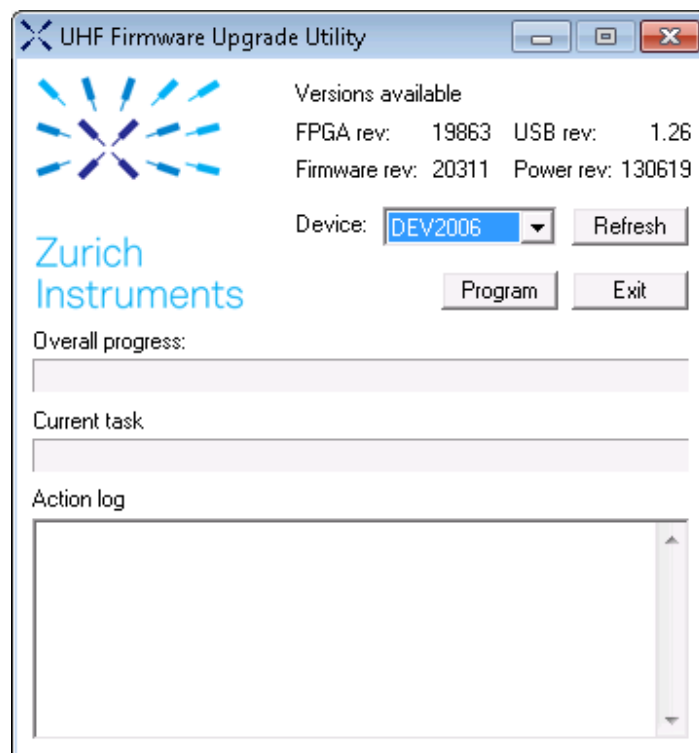 UHF Firmware Upgrade Utility
Versions available
FPGA rev: 19863 USB rev: 1.26
Firmware rev: 20311 Power rev: 130619
Device: DEV2006 Refresh
Zurich
Instruments
Program Exit
Overall progress:
Current task
Action log